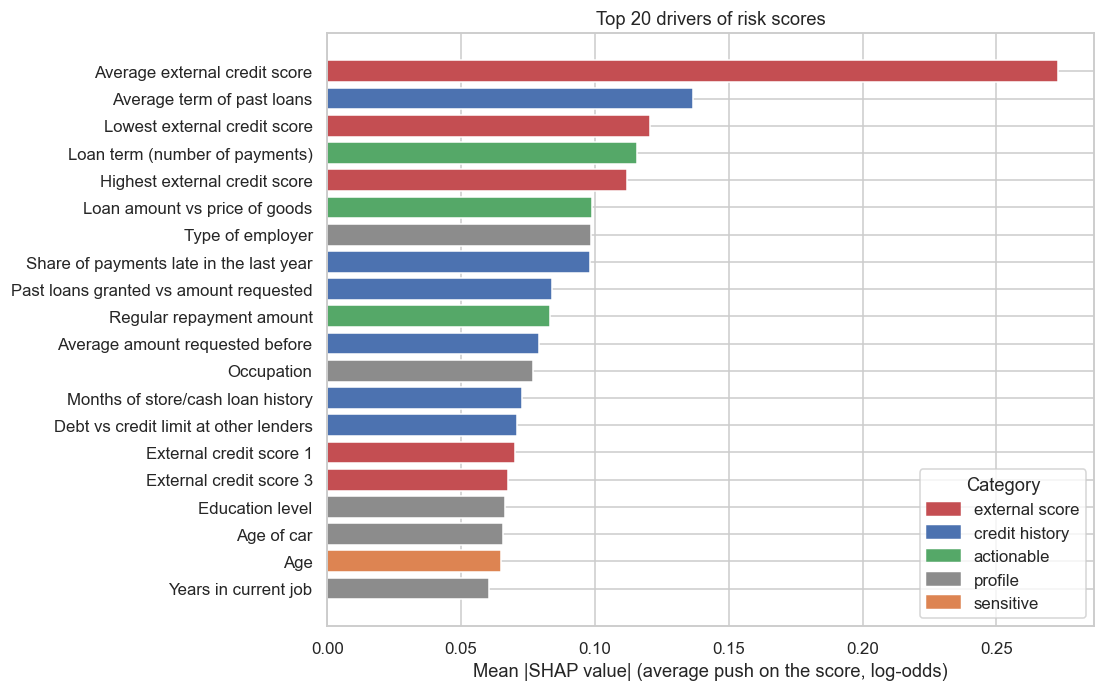 Top 20 drivers of risk scores
Average external credit score
Average term of past loans
Lowest external credit score
Loan term (number of payments)
Highest external credit score
Loan amount vs price of goods
Type of employer
Share of payments late in the last year
Past loans granted vs amount requested
Regular repayment amount
Average amount requested before
Occupation
Months of store/cash loan history
Debt vs credit limit at other lenders
External credit score 1
External credit score 3
Education level
Age of car
Age
Years in current job
Category
external score
credit history
actionable
profile
sensitive
0.00 0.05 0.10 0.15 0.20 0.25
Mean |SHAP value| (average push on the score, log-odds)